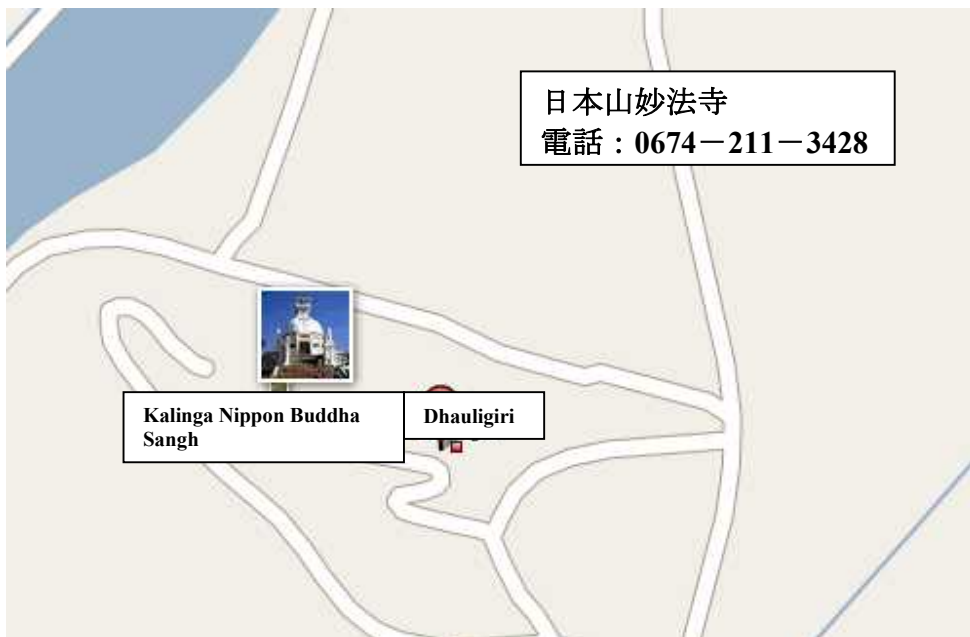 日本山妙法寺
電話：0674－211－3428
Kalinga Nippon Buddha
Sangh
Dhauligiri